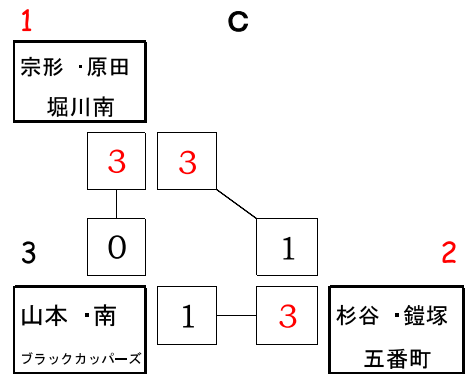 1 C
宗形 ・原田
堀川南
3 3
0 1
3 2
山本 ・南 1 3 杉谷 ・鎧塚
ブラックカッパーズ 五番町